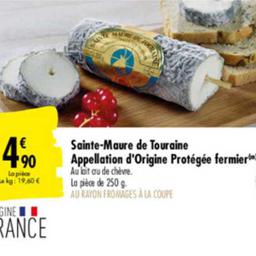 4€90
La pièce
Le kg : 19,60 €
Sainte-Maure de Touraine
Appellation d'Origine Protégée fermier
Au lait cru de chèvre.
La pièce de 250 g.
AU RAYON FROMAGES À LA COUPE
GINE
RANCE